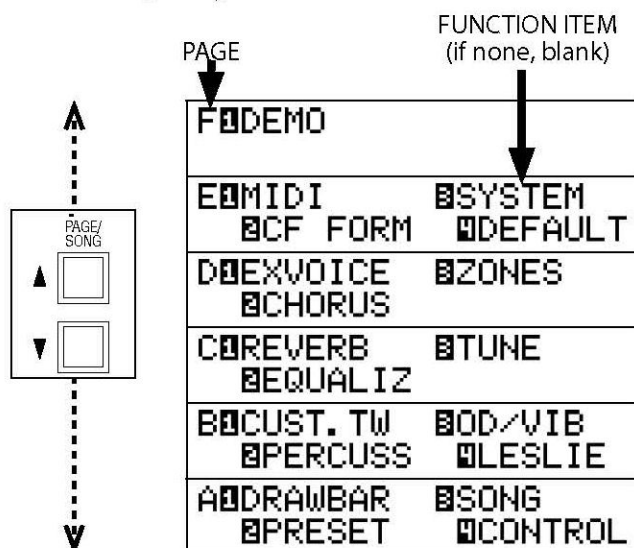 FUNCTION ITEM
PAGE (if none, blank)
F1DEMO
E1MIDI 3SYSTEM
2CF FORM 4DEFAULT
PAGE/
SONG
D1EXVOICE 3ZONES
2CHORUS
C1REVERB 3TUNE
2EQUALIZ
B1CUST.TW 3OD/VIB
2PERCUSS 4LESLIE
A1DRAWBAR 3SONG
2PRESET 4CONTROL